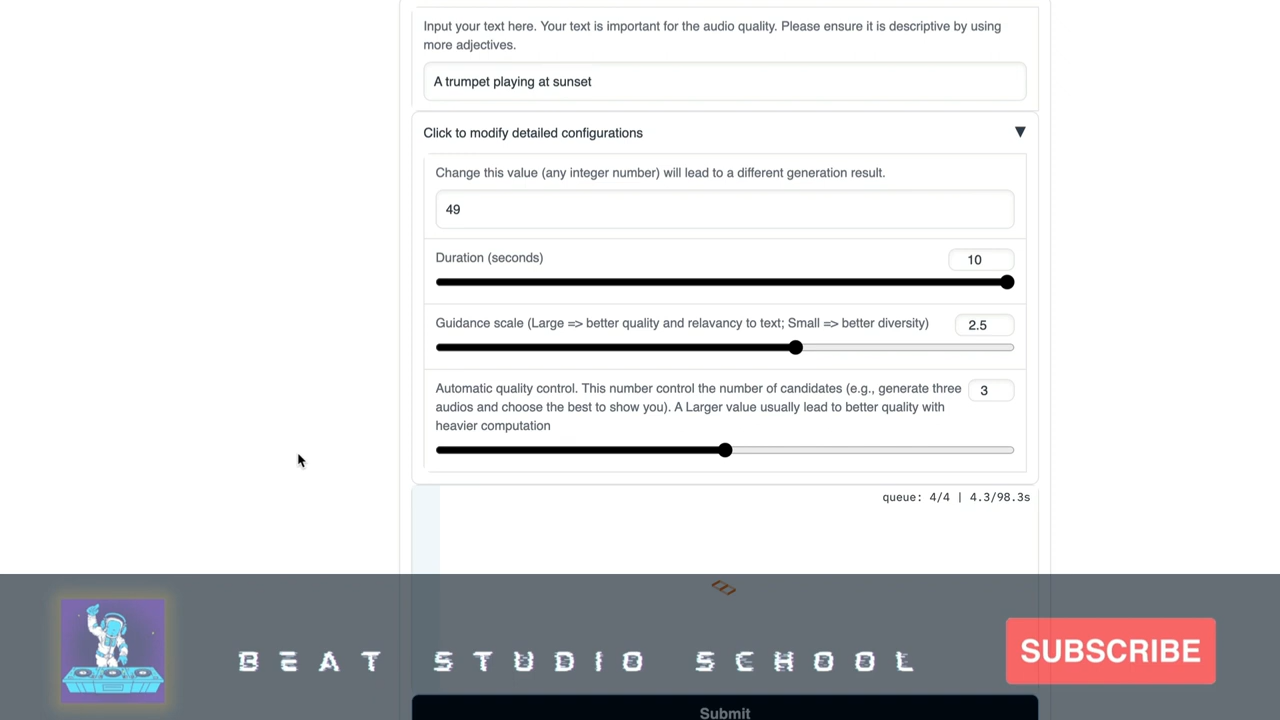 Input your text here. Your text is important for the audio quality. Please ensure it is descriptive by using
more adjectives.
A trumpet playing at sunset
Click to modify detailed configurations
Change this value (any integer number) will lead to a different generation result.
49
Duration (seconds)
10
Guidance scale (Large => better quality and relavancy to text; Small => better diversity)
2.5
Automatic quality control. This number control the number of candidates (e.g., generate three
audios and choose the best to show you). A Larger value usually lead to better quality with
heavier computation
3
queue: 4/4 | 4.3/98.3s
BEAT STUDIO SCHOOL
SUBSCRIBE
Submit